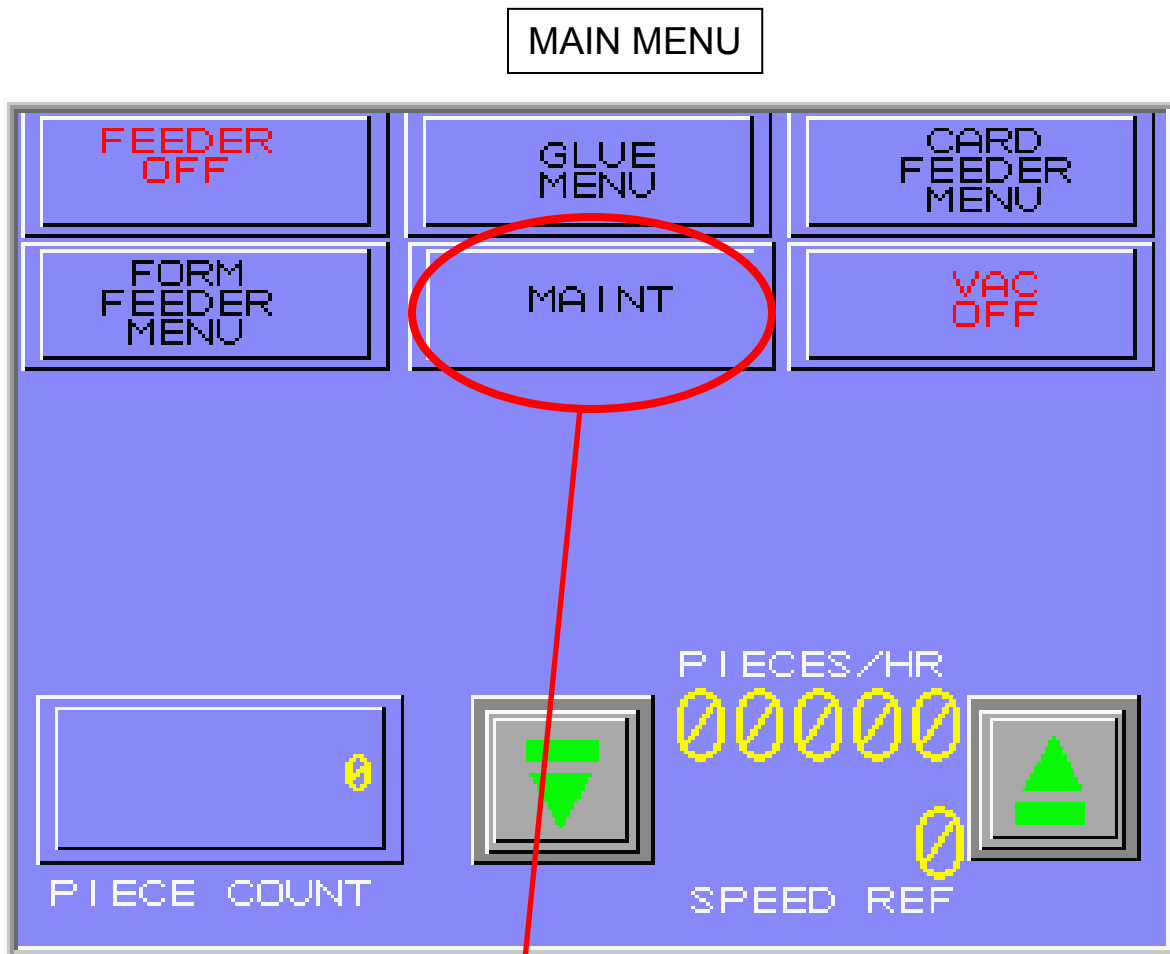 MAIN MENU
FEEDER
OFF
GLUE
MENU
CARD
FEEDER
MENU
FORM
FEEDER
MENU
MAINT
VAC
OFF
PIECES/HR
00000
0
0
PIECE COUNT
SPEED REF